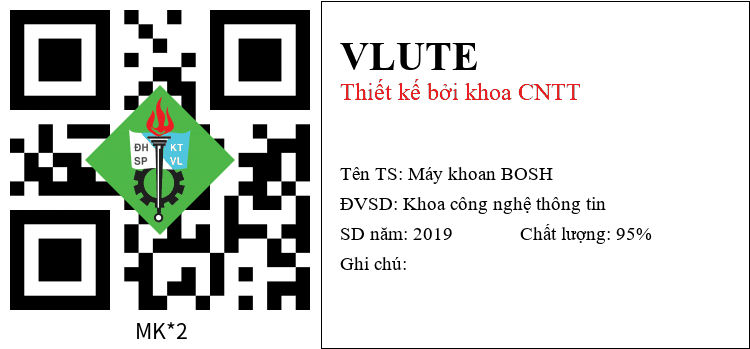 ĐH
KT
SP
VL
MK*2
VLUTE
Thiết kế bởi khoa CNTT
Tên TS: Máy khoan BOSH
ĐVSD: Khoa công nghệ thông tin
SD năm: 2019 Chất lượng: 95%
Ghi chú: